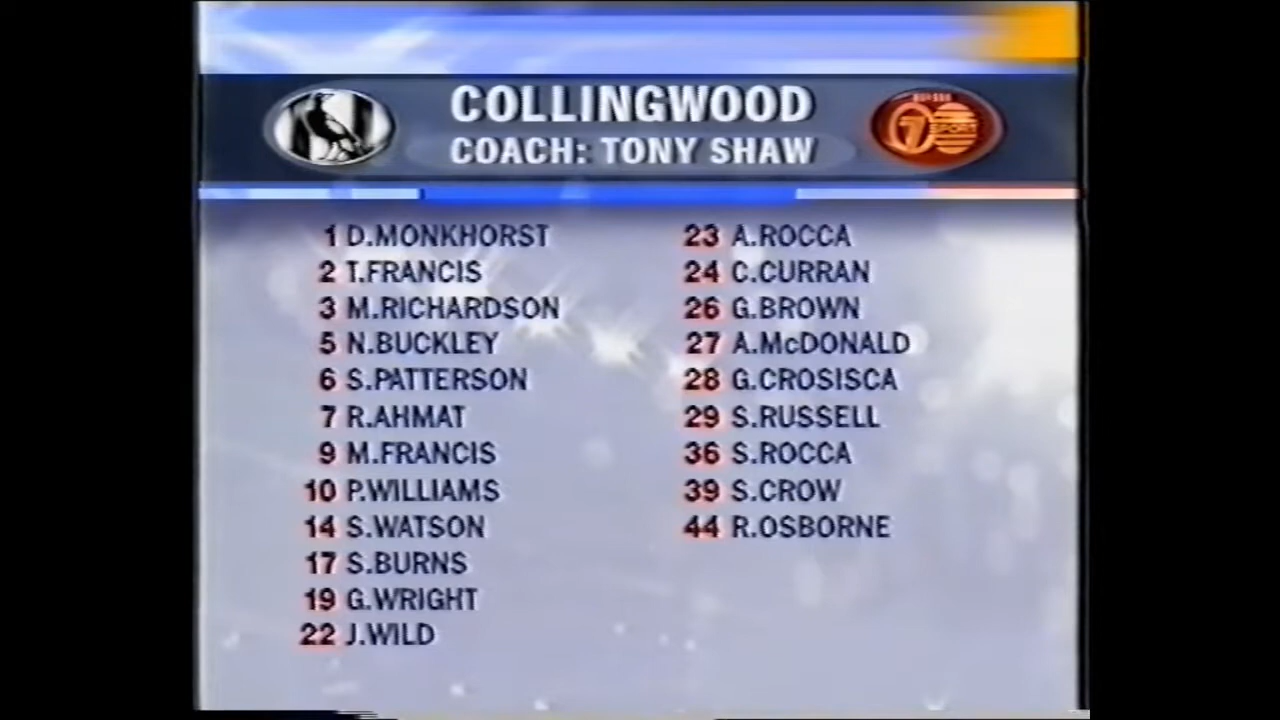 COLLINGWOOD
COACH: TONY SHAW
7 SPORT
1 D.MONKHORST
2 T.FRANCIS
3 M.RICHARDSON
5 N.BUCKLEY
6 S.PATTERSON
7 R.AHMAT
9 M.FRANCIS
10 P.WILLIAMS
14 S.WATSON
17 S.BURNS
19 G.WRIGHT
22 J.WILD
23 A.ROCCA
24 C.CURRAN
26 G.BROWN
27 A.McDONALD
28 G.CROSISCA
29 S.RUSSELL
36 S.ROCCA
39 S.CROW
44 R.OSBORNE